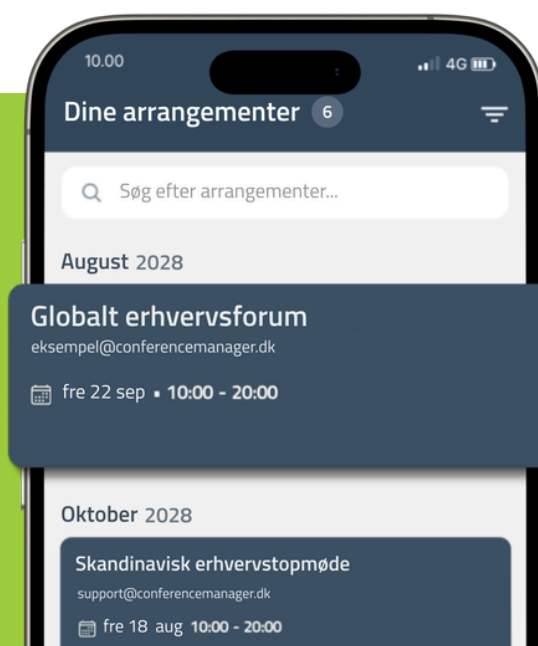 10.00
4G
Dine arrangementer 6
Søg efter arrangementer...
August 2028
Globalt erhvervsforum
eksempel@conferencemanager.dk
fre 22 sep • 10:00 - 20:00
Oktober 2028
Skandinavisk erhvervstopmøde
support@conferencemanager.dk
fre 18 aug 10:00 - 20:00